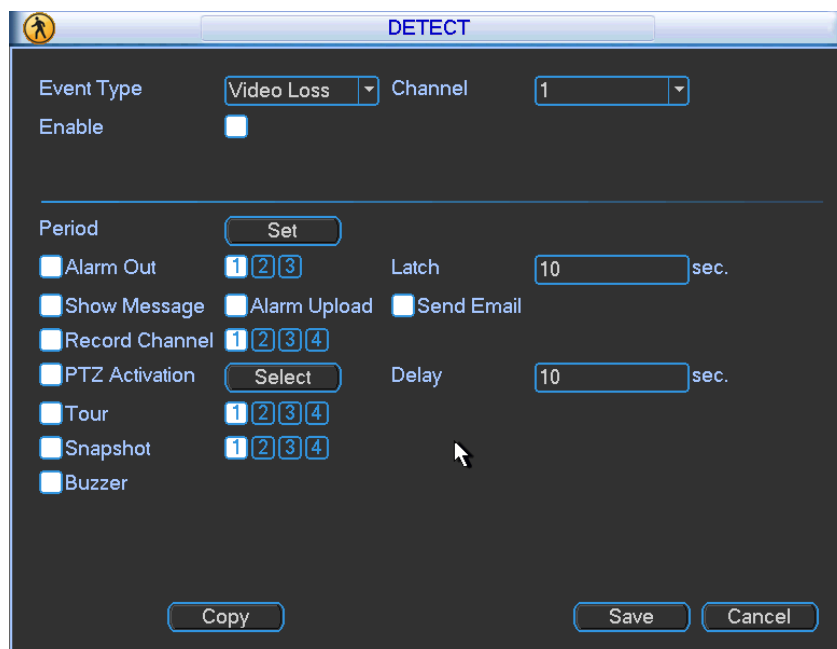 DETECT
Event Type Video Loss Channel 1
Enable
Period Set
Alarm Out 1 2 3 Latch 10 sec.
Show Message Alarm Upload Send Email
Record Channel 1 2 3 4
PTZ Activation Select Delay 10 sec.
Tour 1 2 3 4
Snapshot 1 2 3 4
Buzzer
Copy Save Cancel